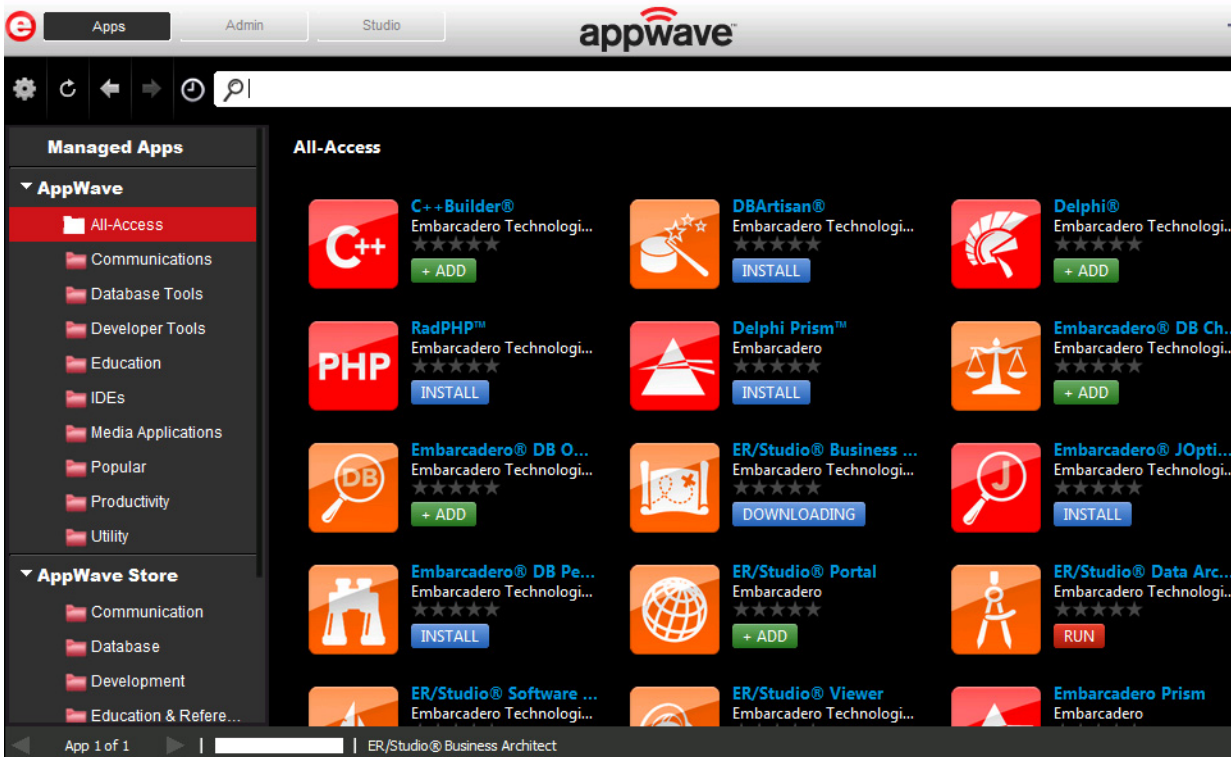 e Apps Admin Studio appwave™
Managed Apps
AppWave
All-Access
Communications
Database Tools
Developer Tools
Education
IDEs
Media Applications
Popular
Productivity
Utility
AppWave Store
Communication
Database
Development
Education & Refere...
All-Access
C++
C++Builder®
Embarcadero Technologi...
+ ADD
DBArtisan®
Embarcadero Technologi...
INSTALL
Delphi®
Embarcadero Technologi...
+ ADD
PHP
RadPHP™
Embarcadero Technologi...
INSTALL
Delphi Prism™
Embarcadero
INSTALL
Embarcadero® DB Ch...
Embarcadero Technologi...
+ ADD
DB
Embarcadero® DB O...
Embarcadero Technologi...
+ ADD
ER/Studio® Business ...
Embarcadero Technologi...
DOWNLOADING
J
Embarcadero® JOpti...
Embarcadero Technologi...
INSTALL
Embarcadero® DB Pe...
Embarcadero Technologi...
INSTALL
ER/Studio® Portal
Embarcadero
+ ADD
ER/Studio® Data Arc...
Embarcadero Technologi...
RUN
ER/Studio® Software ...
Embarcadero Technologi...
ER/Studio® Viewer
Embarcadero Technologi...
Embarcadero Prism
Embarcadero
App 1 of 1 | | ER/Studio® Business Architect